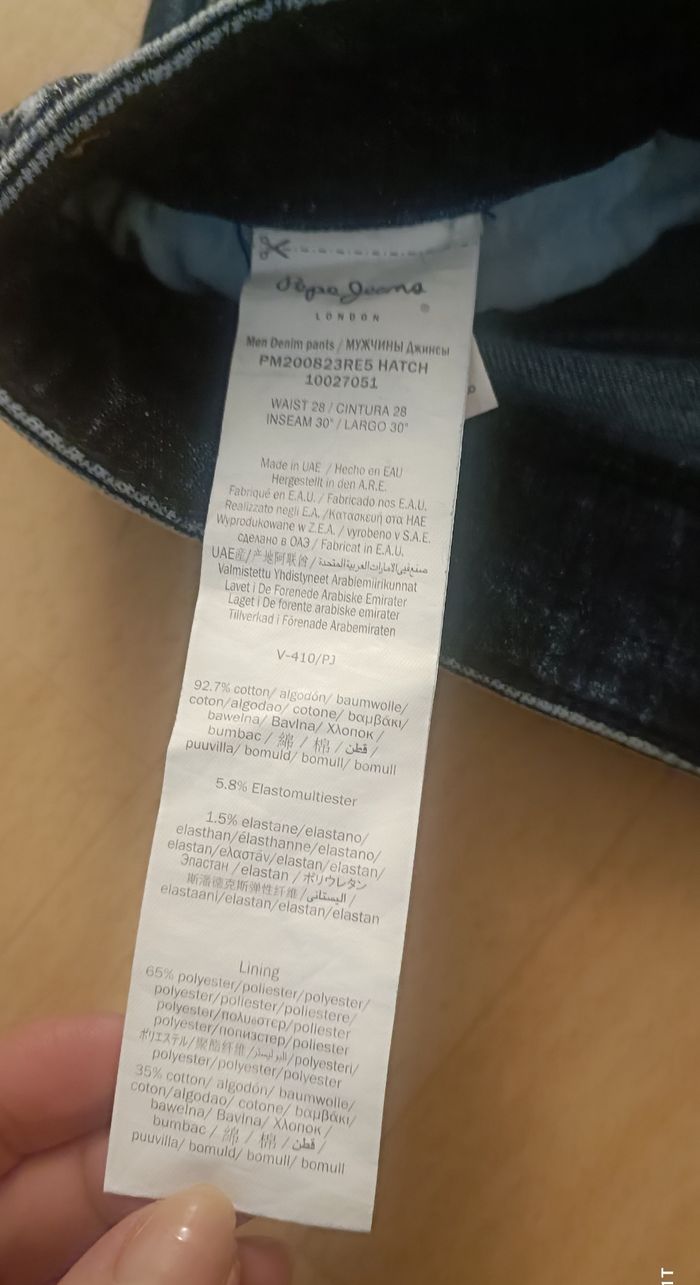 Pepe Jeans
®
LONDON
Men Denim pants / МУЖЧИНЫ Джинсы
PM200823RE5 HATCH
10027051
WAIST 28 / CINTURA 28
INSEAM 30" / LARGO 30"
Made in UAE / Hecho en EAU
Hergestellt in den A.R.E.
Fabriqué en E.A.U. / Fabricado nos E.A.U.
Realizzato negli E.A. /Κατασκευή στα ΗΑΕ
Wyprodukowane w Z.E.A. / vyrobeno v S.A.E.
сделано в ОАЭ / Fabricat in E.A.U.
UAE産/产地阿联酋/صنع في الامارات العربية المتحدة/
Valmistettu Yhdistyneet Arabiemiirikunnat
Lavet i De Forenede Arabiske Emirater
Laget i De forente arabiske emirater
Tillverkad i Förenade Arabemiraten
V-410/PJ
92.7% cotton/ algodón/ baumwolle/
coton/algodao/ cotone/ βαμβάκι/
bawełna/ Bavlna/ Хлопок /
bumbac / 綿 / 棉 / قطن /
puuvilla/ bomuld/ bomull/ bomull
5.8% Elastomultiester
1.5% elastane/elastano/
elasthan/élasthanne/elastano/
elastan/ελαστάν/elastan/elastan/
Эластан /elastan / ポリウレタン
斯潘德克斯弹性纤维 /اليستاني /
elastaani/elastan/elastan/elastan
Lining
65% polyester/poliester/polyester/
polyester/poliester/poliestere/
polyester/πολυεστερ/poliester
polyester/полиэстер/poliester
ポリエステル/聚酯纤维/البوليستر/polyesteri/
polyester/polyester/polyester
35% cotton/ algodón/ baumwolle/
coton/algodao/ cotone/ βαμβάκι/
bawełna/ Bavlna/ Хлопок /
bumbac / 綿 / 棉 / قطن /
puuvilla/ bomuld/ bomull/ bomull